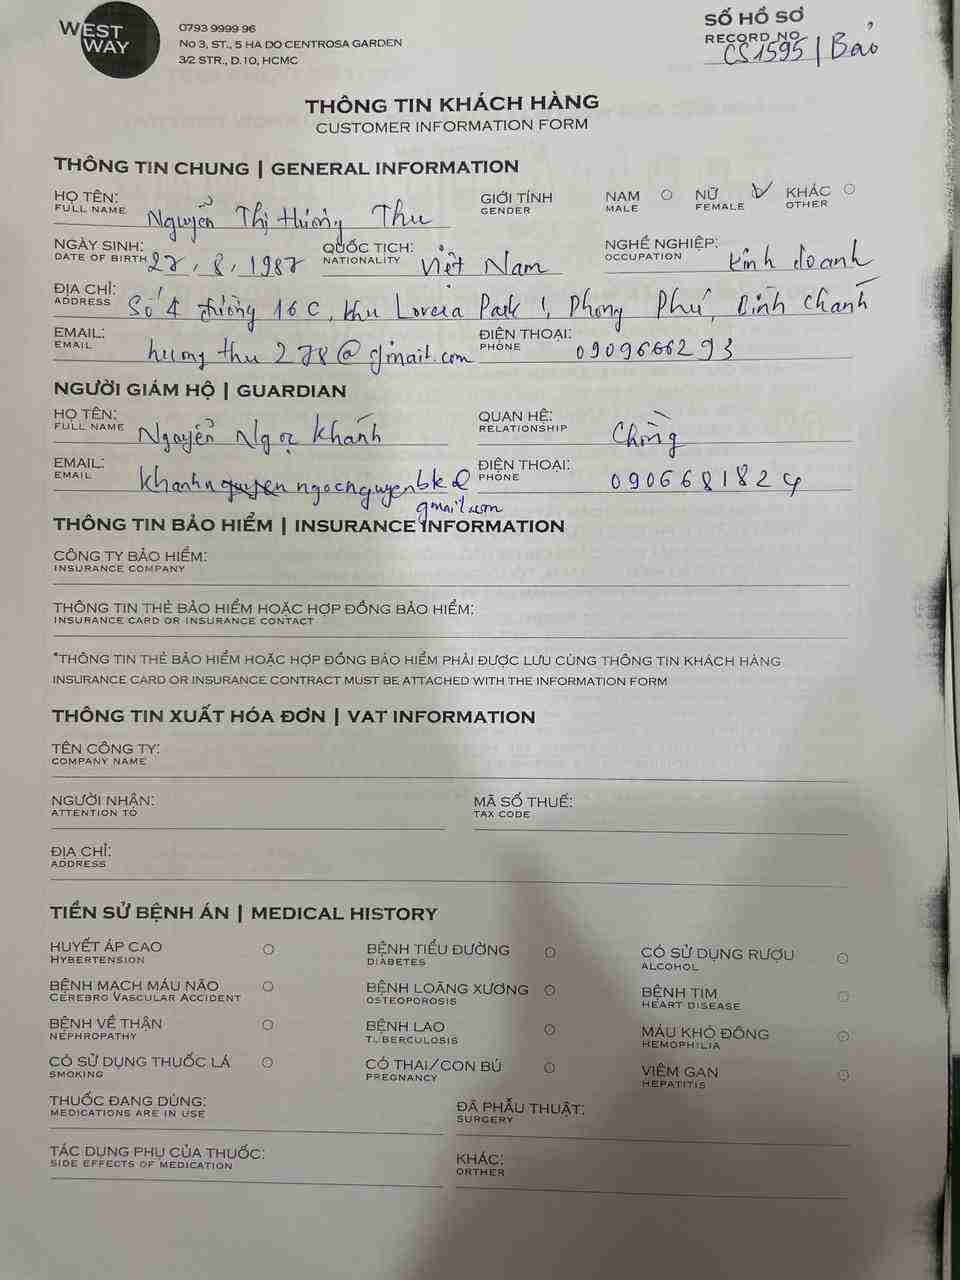 WEST
WAY
0793 9999 96
No 3, ST., 5 HA DO CENTROSA GARDEN
3/2 STR., D.10, HCMC
SỐ HỒ SƠ
RECORD NO
CS1595 | Bảo
THÔNG TIN KHÁCH HÀNG
CUSTOMER INFORMATION FORM
THÔNG TIN CHUNG | GENERAL INFORMATION
HỌ TÊN: Nguyễn Thị Hương Thu GIỚI TÍNH NAM NỮ KHÁC
FULL NAME GENDER MALE FEMALE OTHER
NGÀY SINH: 27, 8, 1987 QUỐC TỊCH: Việt Nam NGHỀ NGHIỆP: Kinh doanh
DATE OF BIRTH NATIONALITY OCCUPATION
ĐỊA CHỈ: Số 4 đường 16C, khu Lovera Park, Phong Phú, Bình Chánh
ADDRESS
EMAIL: huongthu278@gmail.com ĐIỆN THOẠI: 0909666293
EMAIL PHONE
NGƯỜI GIÁM HỘ | GUARDIAN
HỌ TÊN: Nguyễn Ngọc Khánh QUAN HỆ: Chồng
FULL NAME RELATIONSHIP
EMAIL: khanhngocnguyenbk@ ĐIỆN THOẠI: 0906681824
EMAIL PHONE
gmail.com
THÔNG TIN BẢO HIỂM | INSURANCE INFORMATION
CÔNG TY BẢO HIỂM:
INSURANCE COMPANY
THÔNG TIN THẺ BẢO HIỂM HOẶC HỢP ĐỒNG BẢO HIỂM:
INSURANCE CARD OR INSURANCE CONTACT
*THÔNG TIN THẺ BẢO HIỂM HOẶC HỢP ĐỒNG BẢO HIỂM PHẢI ĐƯỢC LƯU CÙNG THÔNG TIN KHÁCH HÀNG
INSURANCE CARD OR INSURANCE CONTRACT MUST BE ATTACHED WITH THE INFORMATION FORM
THÔNG TIN XUẤT HÓA ĐƠN | VAT INFORMATION
TÊN CÔNG TY:
COMPANY NAME
NGƯỜI NHẬN: MÃ SỐ THUẾ:
ATTENTION TO TAX CODE
ĐỊA CHỈ:
ADDRESS
TIỀN SỬ BỆNH ÁN | MEDICAL HISTORY
HUYẾT ÁP CAO BỆNH TIỂU ĐƯỜNG CÓ SỬ DỤNG RƯỢU
HYBERTENSION DIABETES ALCOHOL
BỆNH MẠCH MÁU NÃO BỆNH LOÃNG XƯƠNG BỆNH TIM
CEREBRO VASCULAR ACCIDENT OSTEOPOROSIS HEART DISEASE
BỆNH VỀ THẬN BỆNH LAO MÁU KHÓ ĐÔNG
NEPHROPATHY T. BERCULOSIS HEMOPHILIA
CÓ SỬ DỤNG THUỐC LÁ CÓ THAI/CON BÚ VIÊM GAN
SMOKING PREGNANCY HEPATITIS
THUỐC ĐANG DÙNG: ĐÃ PHẪU THUẬT:
MEDICATIONS ARE IN USE SURGERY
TÁC DỤNG PHỤ CỦA THUỐC: KHÁC:
SIDE EFFECTS OF MEDICATION ORTHER